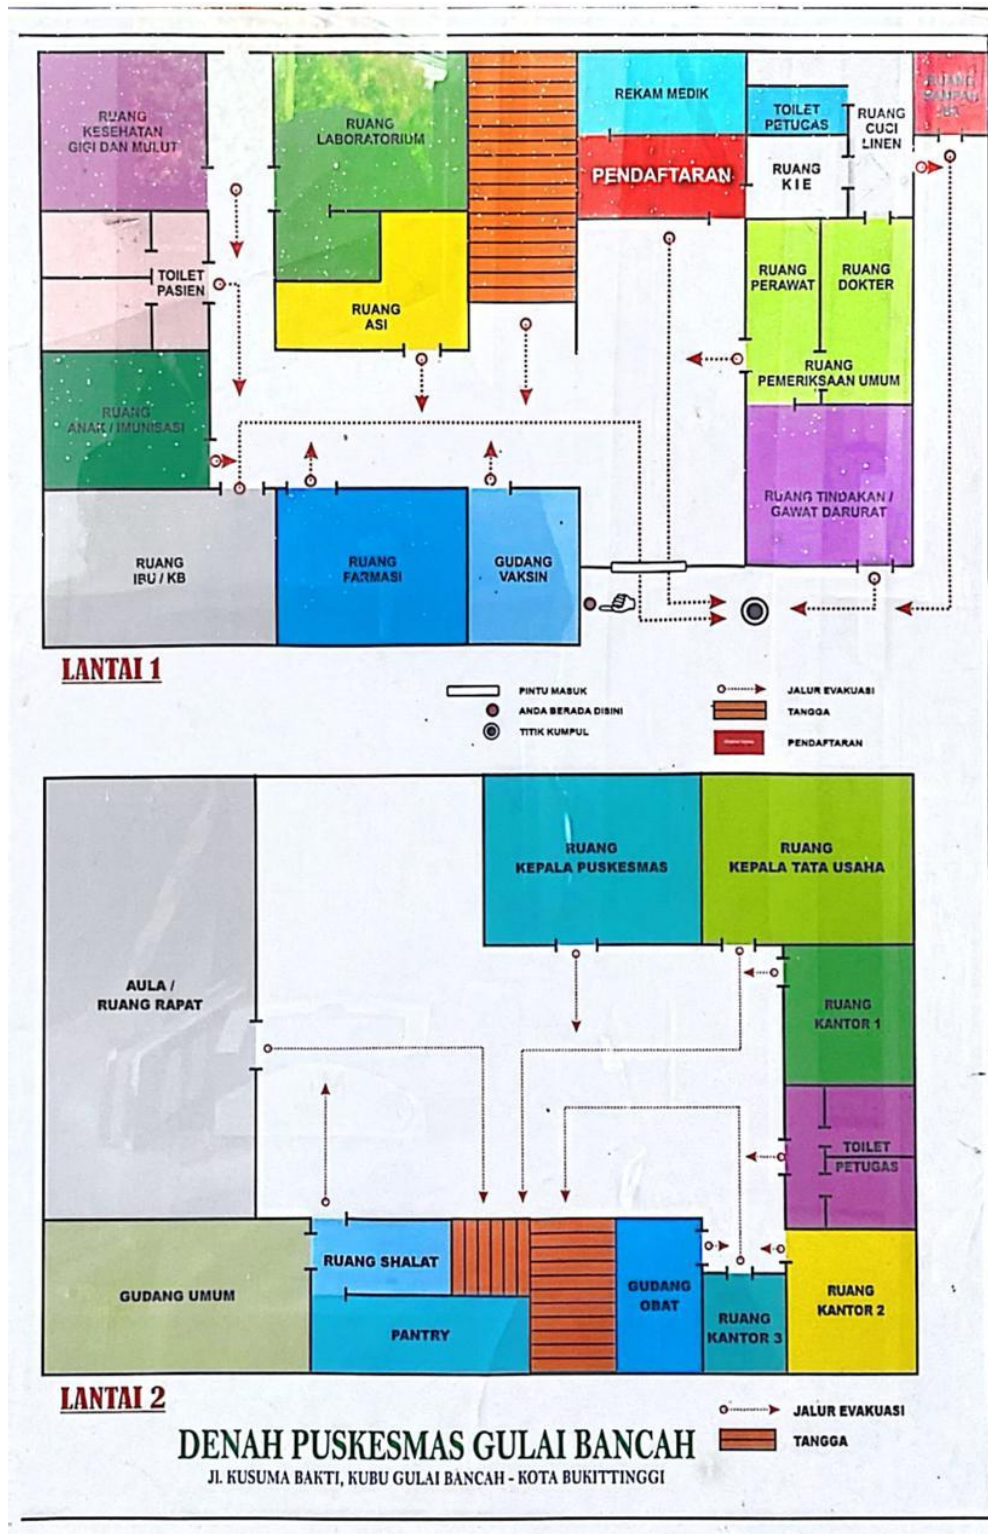 RUANG
KESEHATAN
GIGI DAN MULUT
RUANG
LABORATORIUM
REKAM MEDIK
TOILET
PETUGAS
RUANG
CUCI
LINEN
RUANG
PENDAFTARAN
RUANG
K I E
TOILET
PASIEN
RUANG
ASI
RUANG
PERAWAT
RUANG
DOKTER
RUANG
PEMERIKSAAN UMUM
RUANG
ANAK / IMUNISASI
RUANG TINDAKAN /
GAWAT DARURAT
RUANG
IBU / KB
RUANG
FARMASI
GUDANG
VAKSIN
LANTAI 1
PINTU MASUK
ANDA BERADA DISINI
TITIK KUMPUL
JALUR EVAKUASI
TANGGA
PENDAFTARAN
RUANG
KEPALA PUSKESMAS
RUANG
KEPALA TATA USAHA
AULA /
RUANG RAPAT
RUANG
KANTOR 1
TOILET
PETUGAS
GUDANG UMUM
RUANG SHALAT
PANTRY
GUDANG
OBAT
RUANG
KANTOR 3
RUANG
KANTOR 2
LANTAI 2
JALUR EVAKUASI
TANGGA
DENAH PUSKESMAS GULAI BANCAH
Jl. KUSUMA BAKTI, KUBU GULAI BANCAH - KOTA BUKITTINGGI